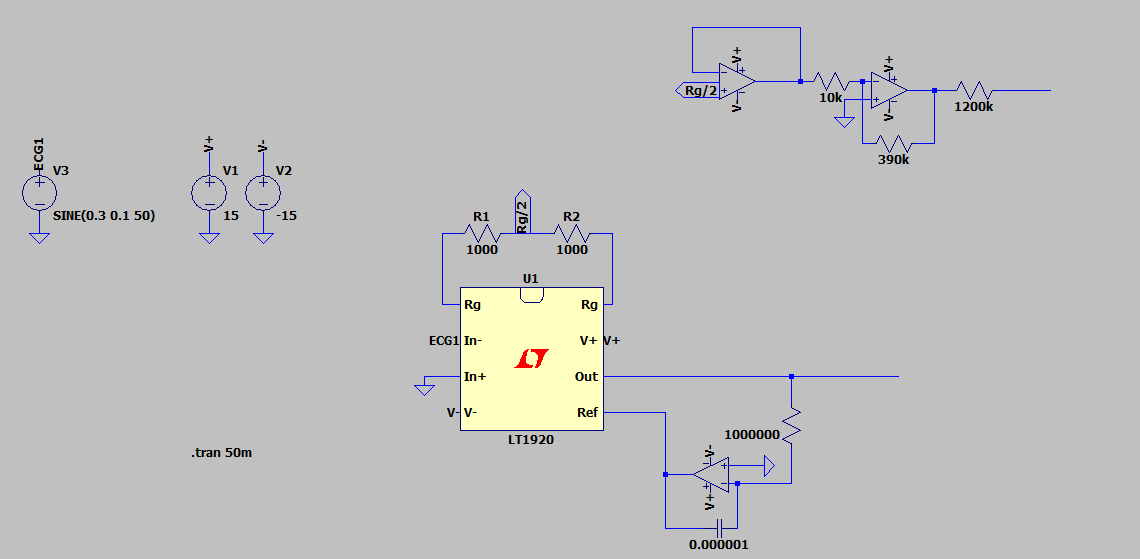 V+
Rg/2
V-
10k
V+
V-
1200k
390k
ECG1
V3
SINE(0.3 0.1 50)
V+
V1
15
V-
V2
-15
R1
1000
Rg/2
R2
1000
U1
Rg
Rg
ECG1 In-
V+ V+
In+
Out
V- V-
Ref
LT1920
1000000
V-
V+
0.000001
.tran 50m